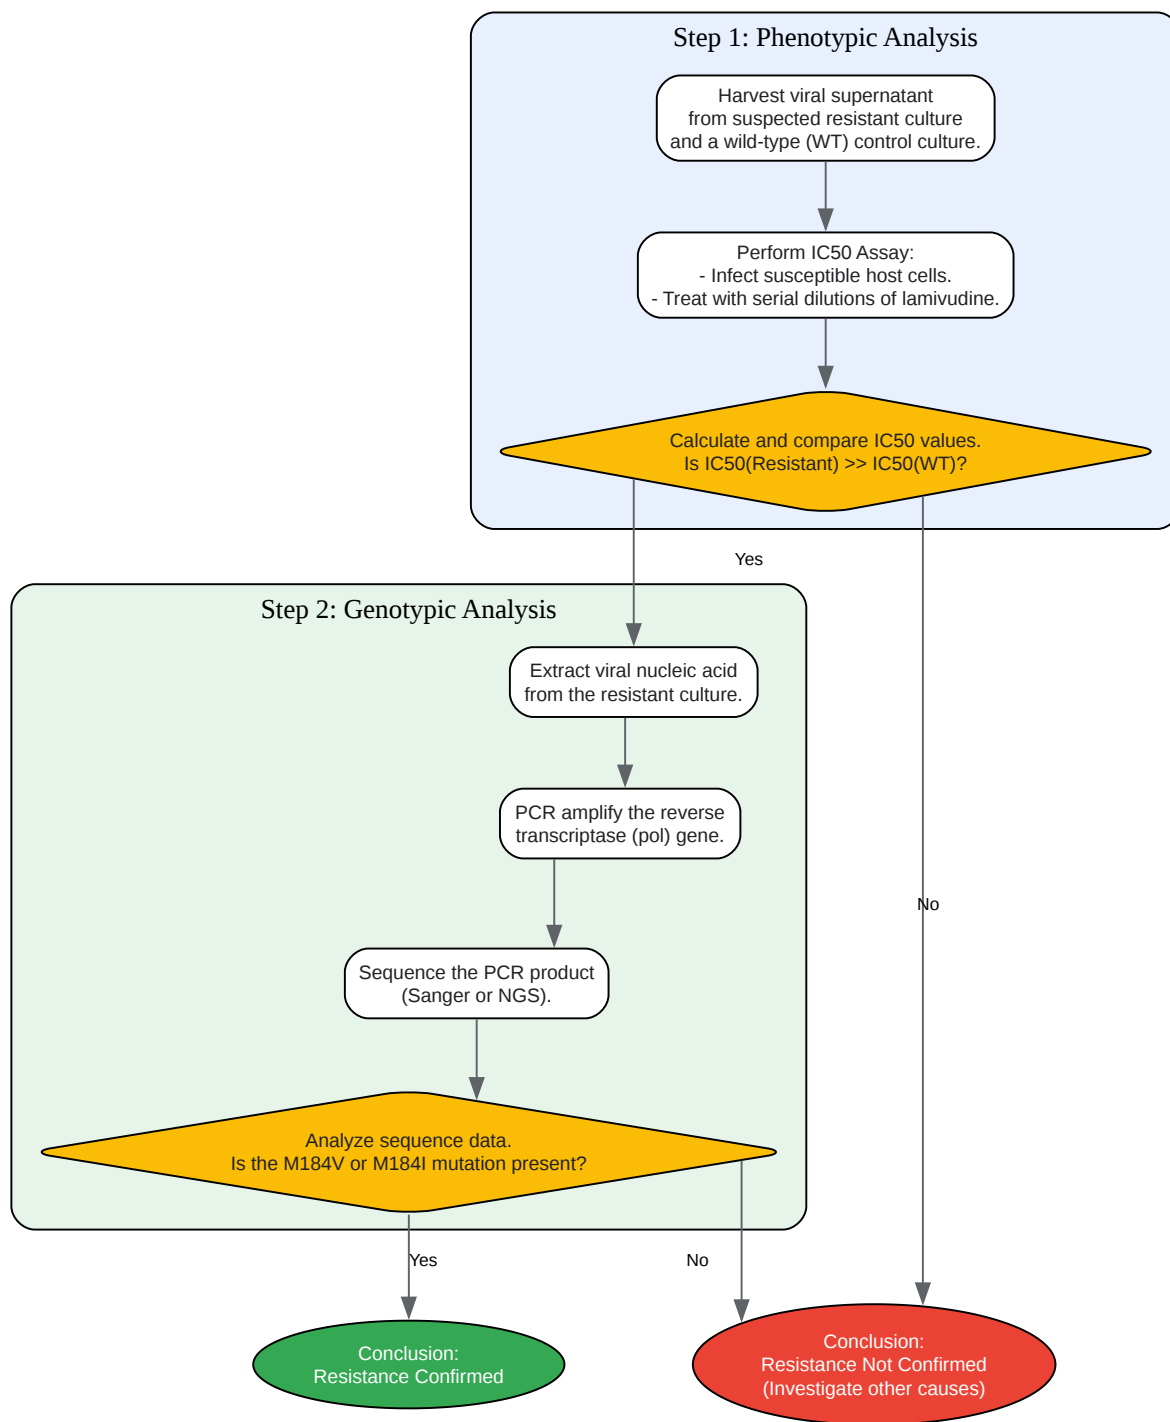 Step 1: Phenotypic Analysis
Harvest viral supernatant
from suspected resistant culture
and a wild-type (WT) control culture.
Perform IC50 Assay:
- Infect susceptible host cells.
- Treat with serial dilutions of lamivudine.
Calculate and compare IC50 values.
Is IC50(Resistant) >> IC50(WT)?
Yes
Step 2: Genotypic Analysis
Extract viral nucleic acid
from the resistant culture.
PCR amplify the reverse
transcriptase (pol) gene.
No
Sequence the PCR product
(Sanger or NGS).
Analyze sequence data.
Is the M184V or M184I mutation present?
Yes
No
Conclusion:
Resistance Confirmed
Conclusion:
Resistance Not Confirmed
(Investigate other causes)